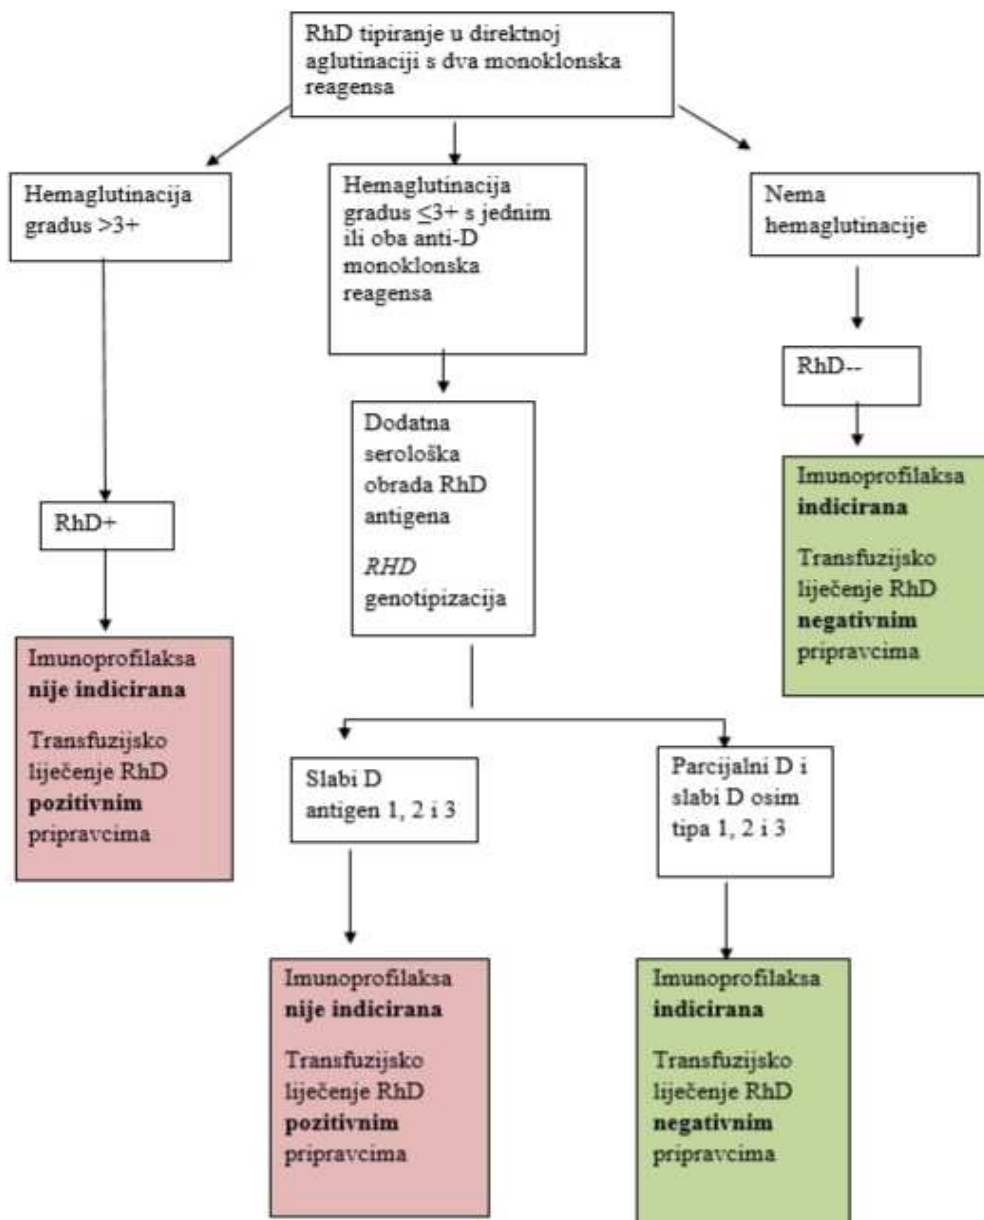 RhD tipiranje u direktnoj
aglutinaciji s dva monoklonska
reagensa
Hemaglutinacija
gradus >3+
Hemaglutinacija
gradus ≤3+ s jednim
ili oba anti-D
monoklonska
reagensa
Nema
hemaglutinacije
RhD--
Dodatna
serološka
obrada RhD
antigena
RHD
genotipizacija
Imunoprofilaksa
indicirana
Transfuzijsko
liječenje RhD
negativnim
pripravcima
RhD+
Imunoprofilaksa
nije indicirana
Transfuzijsko
liječenje RhD
pozitivnim
pripravcima
Slabi D
antigen 1, 2 i 3
Parcijalni D i
slabi D osim
tipa 1, 2 i 3
Imunoprofilaksa
nije indicirana
Transfuzijsko
liječenje RhD
pozitivnim
pripravcima
Imunoprofilaksa
indicirana
Transfuzijsko
liječenje RhD
negativnim
pripravcima